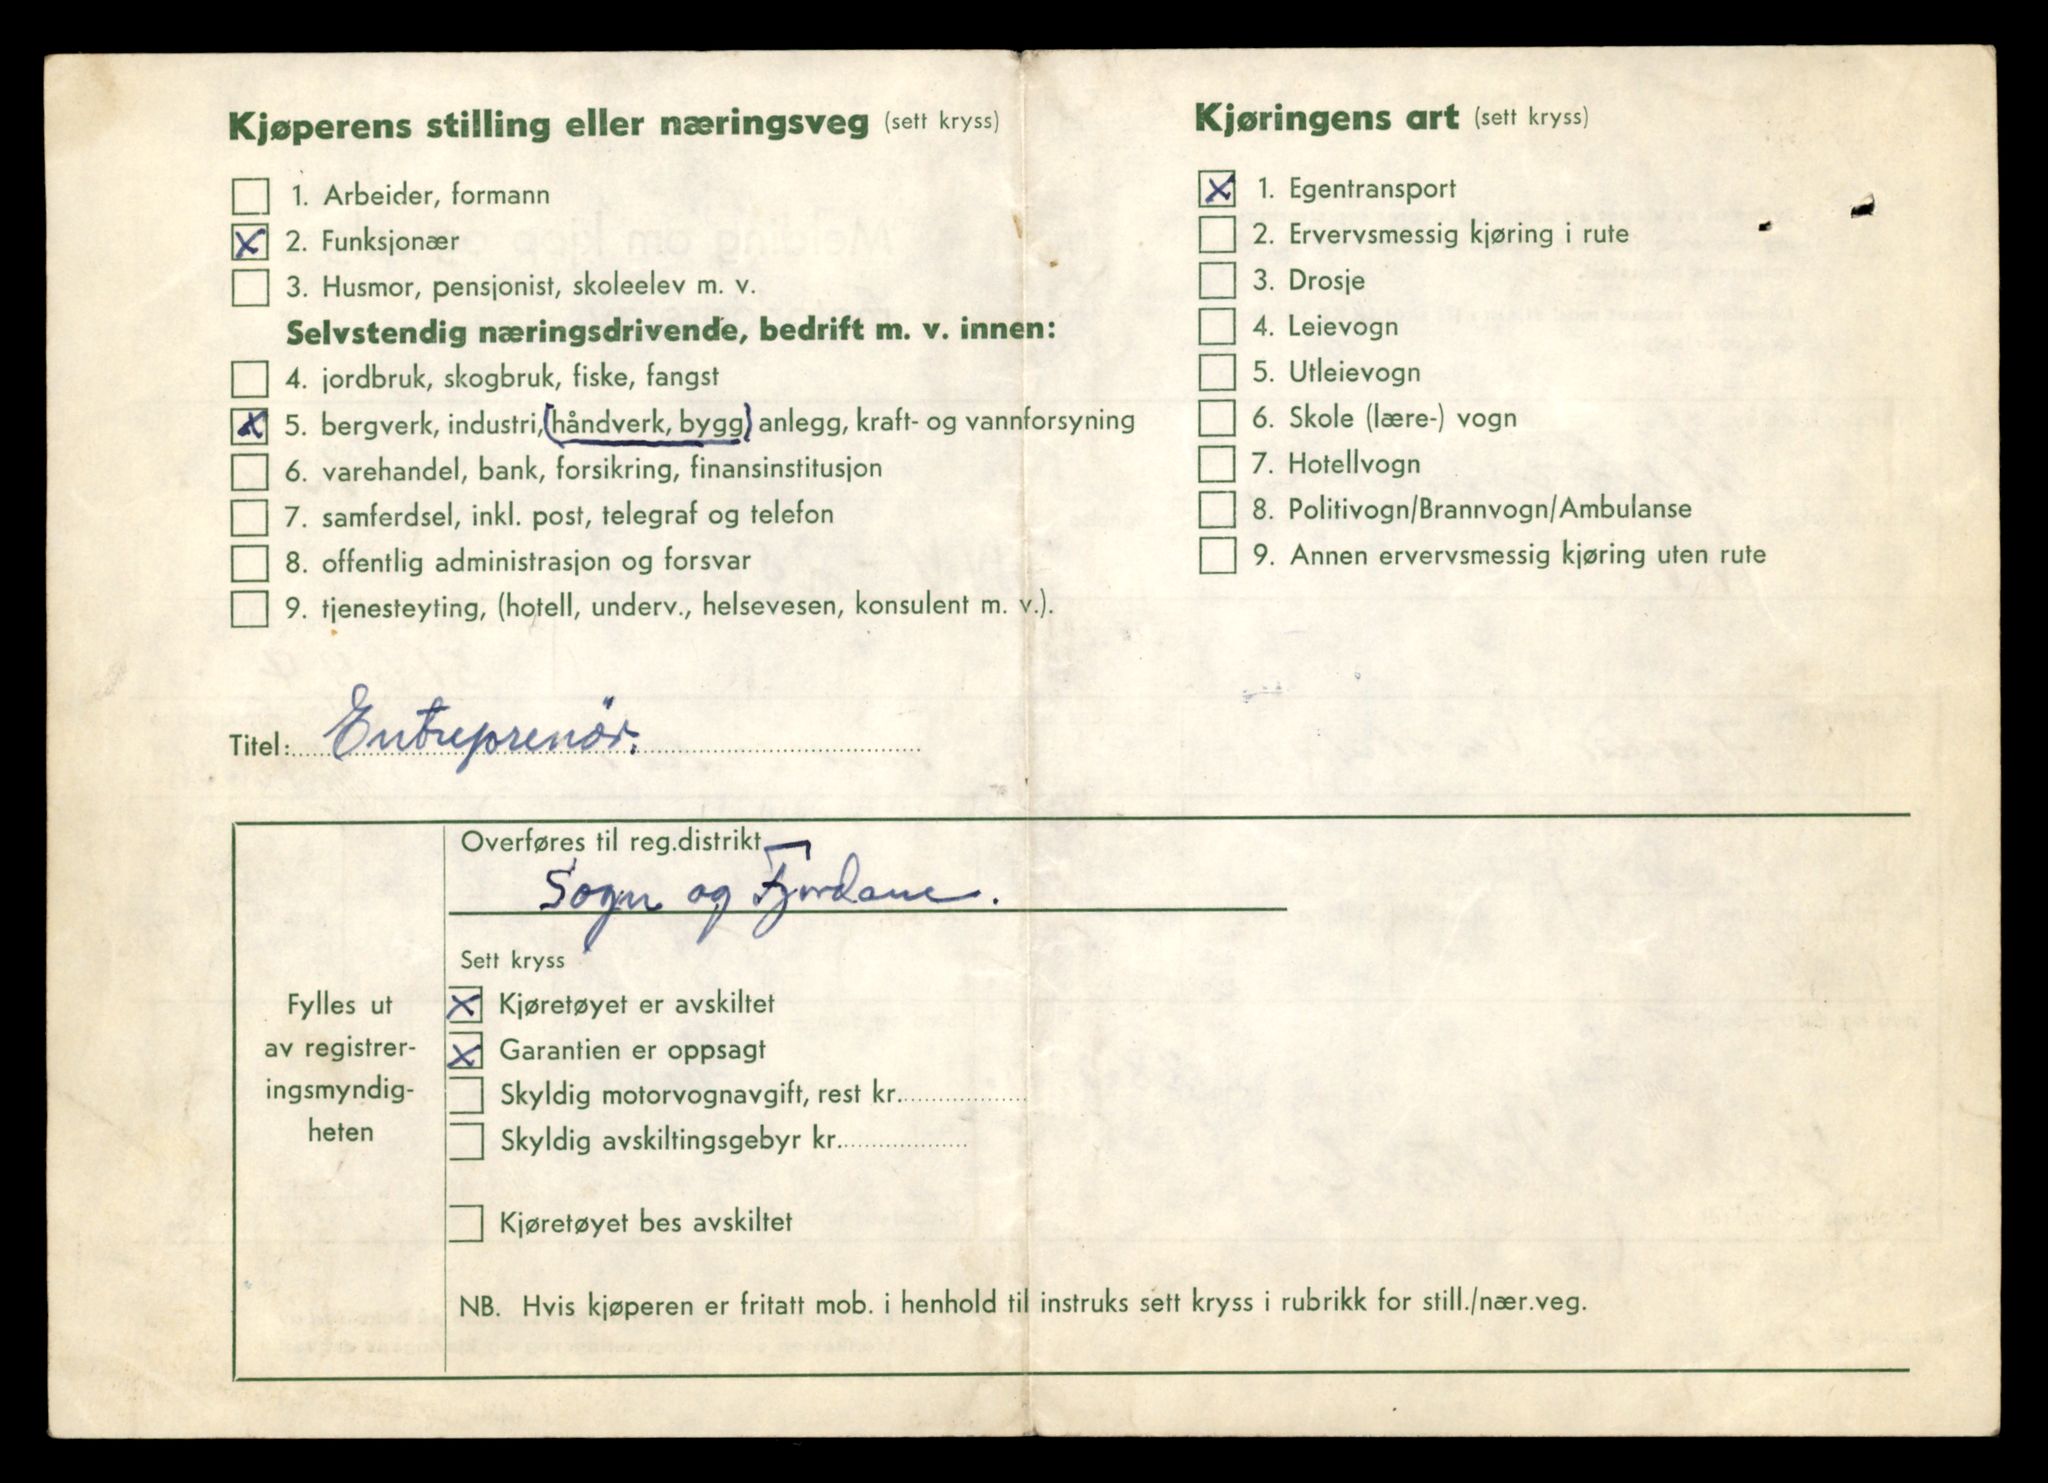 Kjøperens stilling eller næringsveg (sett kryss)
1. Arbeider, formann
X 2. Funksjonær
3. Husmor, pensjonist, skoleelev m. v.
Selvstendig næringsdrivende, bedrift m. v. innen:
4. jordbruk, skogbruk, fiske, fangst
X 5. bergverk, industri, (håndverk, bygg) anlegg, kraft- og vannforsyning
6. varehandel, bank, forsikring, finansinstitusjon
7. samferdsel, inkl. post, telegraf og telefon
8. offentlig administrasjon og forsvar
9. tjenesteyting, (hotell, underv., helsevesen, konsulent m. v.).
Titel: Entreprenör.
Kjøringens art (sett kryss)
X 1. Egentransport
2. Ervervsmessig kjøring i rute
3. Drosje
4. Leievogn
5. Utleievogn
6. Skole (lære-) vogn
7. Hotellvogn
8. Politivogn/Brannvogn/Ambulanse
9. Annen ervervsmessig kjøring uten rute
Fylles ut
av registrer-
ingsmyndig-
heten
Overføres til reg.distrikt
Sogn og Fjordane.
Sett kryss
X Kjøretøyet er avskiltet
X Garantien er oppsagt
Skyldig motorvognavgift, rest kr.
Skyldig avskiltingsgebyr kr.
Kjøretøyet bes avskiltet
NB. Hvis kjøperen er fritatt mob. i henhold til instruks sett kryss i rubrikk for still./nær.veg.